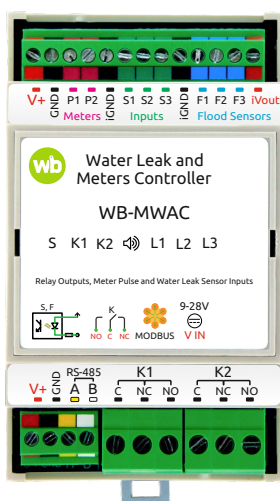 V+ GND P1 P2 iGND S1 S2 S3 iGND F1 F2 F3 iVout
Meters Inputs Flood Sensors
wb
Water Leak and
Meters Controller
WB-MWAC
S K1 K2 L1 L2 L3
Relay Outputs, Meter Pulse and Water Leak Sensor Inputs
S, F K 9-28V
NO C NC MODBUS V IN
RS-485 K1 K2
V+ GND A B C NC NO C NC NO